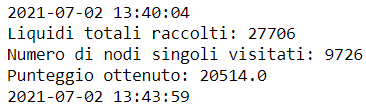 2021-07-02 13:40:04
Liquidi totali raccolti: 27706
Numero di nodi singoli visitati: 9726
Punteggio ottenuto: 20514.0
2021-07-02 13:43:59